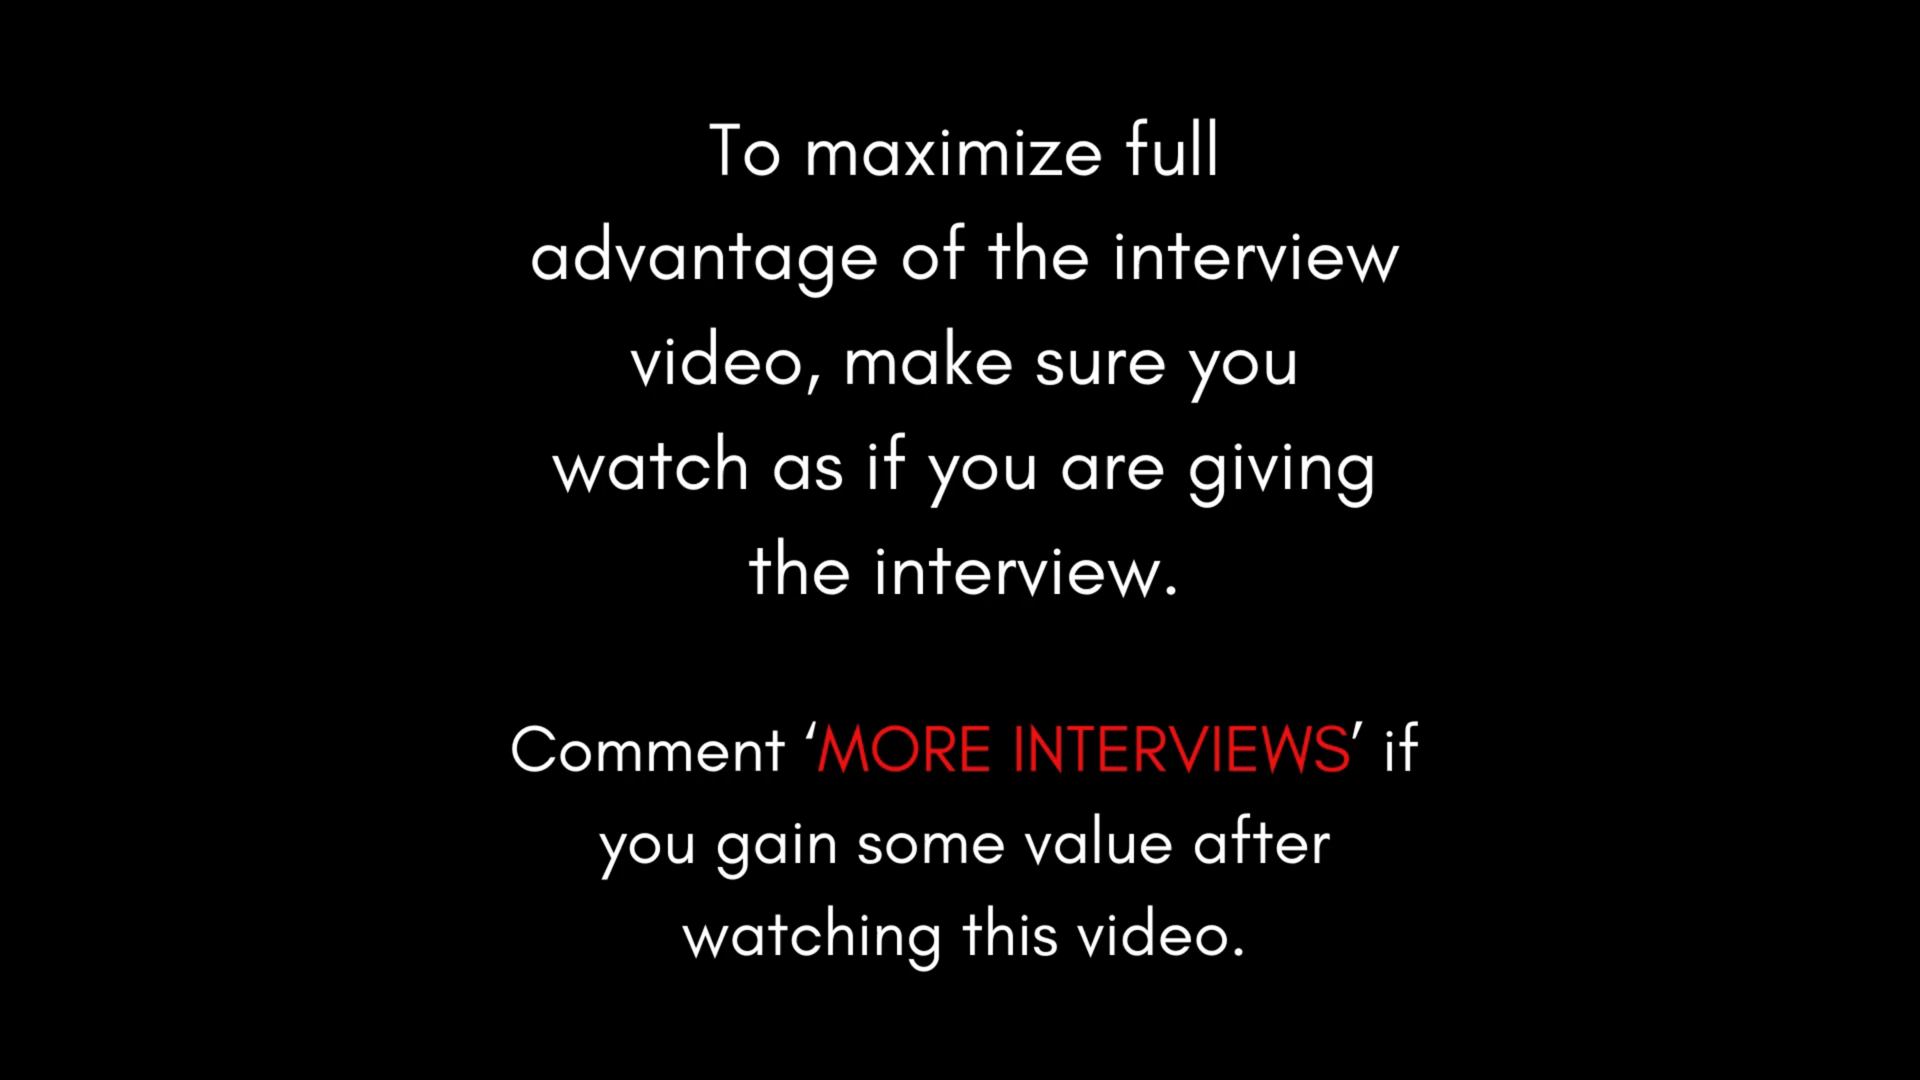 To maximize full
advantage of the interview
video, make sure you
watch as if you are giving
the interview.
Comment ‘MORE INTERVIEWS’ if
you gain some value after
watching this video.